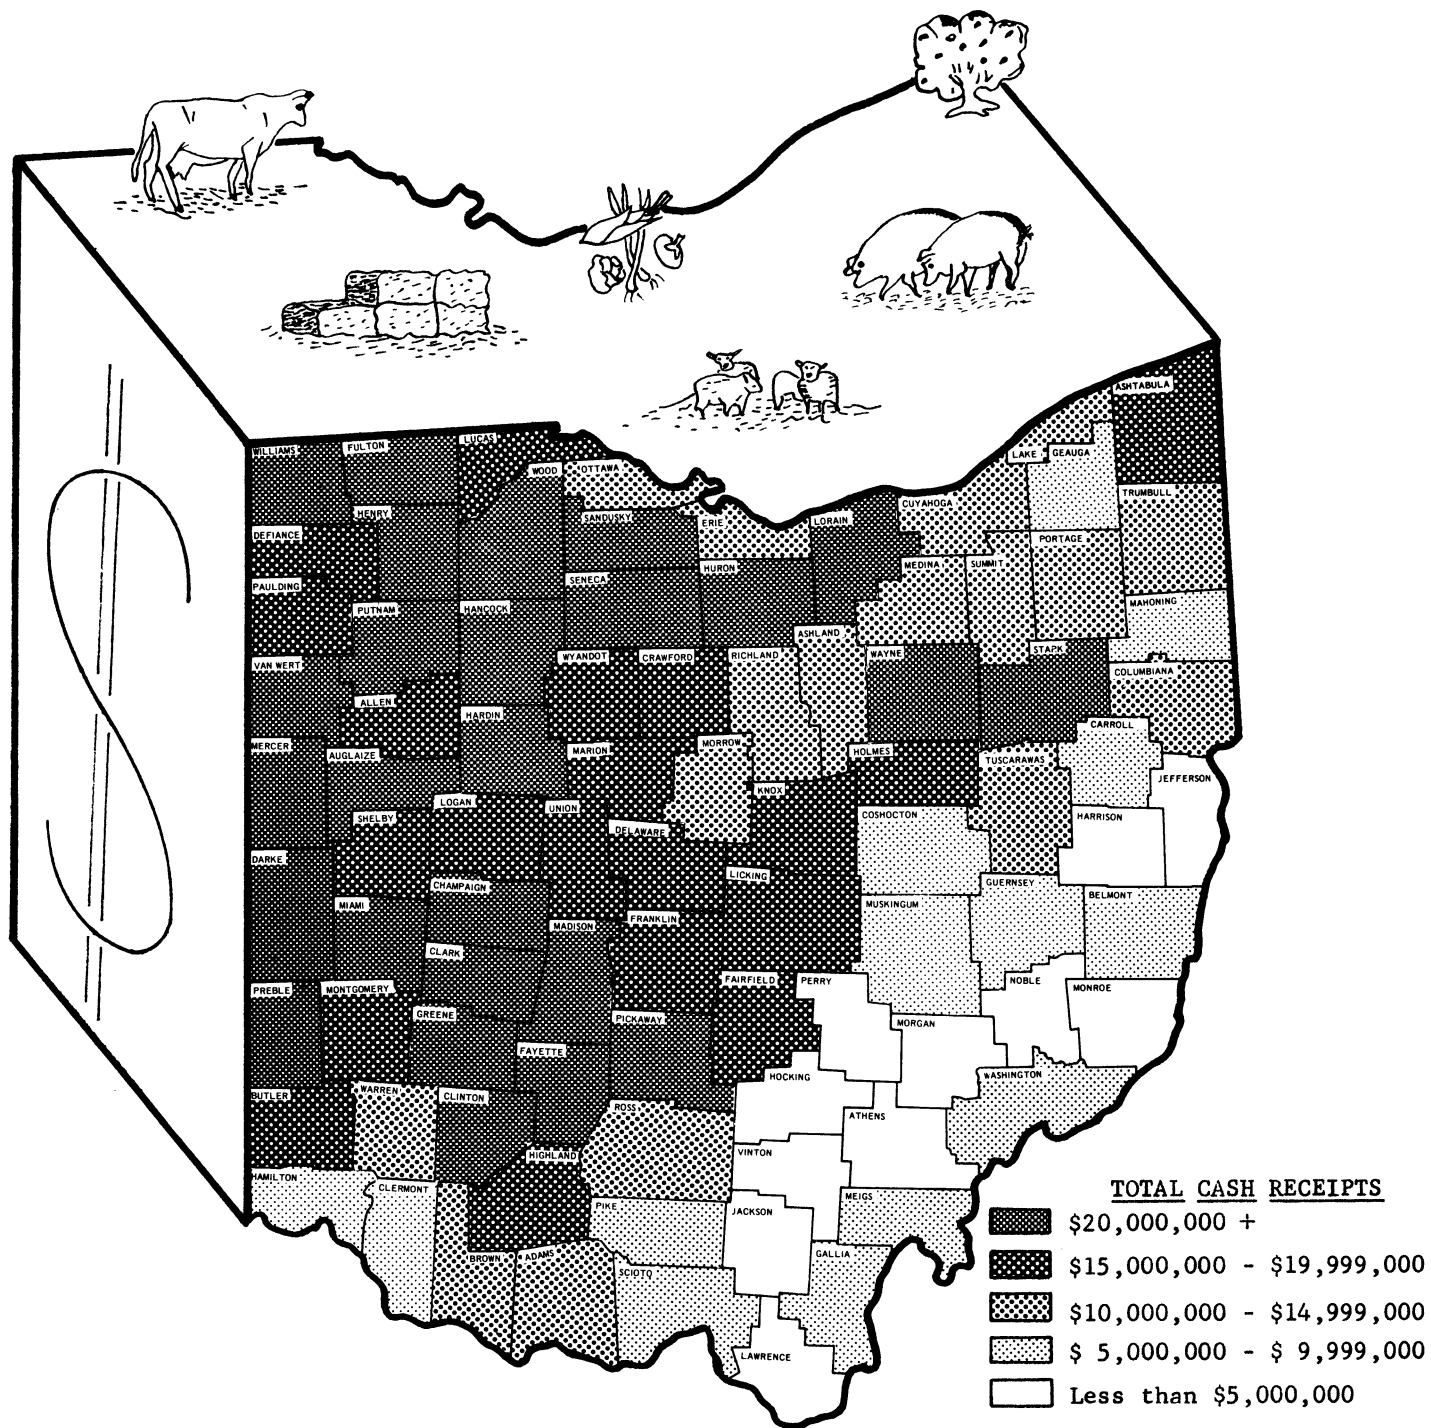 ASHTABULA
WILLIAMS
FULTON
LUCAS
WOOD
OTTAWA
LAKE
GEAUGA
CUYAHOGA
TRUMBULL
HENRY
SANDUSKY
ERIE
LORAIN
DEFIANCE
PORTAGE
PAULDING
SENECA
HURON
MEDINA
SUMMIT
MAHONING
PUTNAM
HANCOCK
ASHLAND
VAN WERT
WYANDOT
CRAWFORD
RICHLAND
WAYNE
STARK
COLUMBIANA
ALLEN
HARDIN
CARROLL
MERCER
AUGLAIZE
MARION
MORROW
HOLMES
TUSCARAWAS
JEFFERSON
KNOX
LOGAN
UNION
SHELBY
DELAWARE
COSHOCTON
HARRISON
DARKE
CHAMPAIGN
LICKING
GUERNSEY
BELMONT
MIAMI
MUSKINGUM
MADISON
FRANKLIN
CLARK
PREBLE
MONTGOMERY
FAIRFIELD
PERRY
NOBLE
MONROE
GREENE
PICKAWAY
MORGAN
FAYETTE
HOCKING
WASHINGTON
BUTLER
WARREN
CLINTON
ROSS
ATHENS
HIGHLAND
VINTON
HAMILTON
CLERMONT
PIKE
JACKSON
MEIGS
BROWN
ADAMS
GALLIA
SCIOTO
LAWRENCE
$
TOTAL CASH RECEIPTS
$20,000,000 +
$15,000,000 - $19,999,000
$10,000,000 - $14,999,000
$ 5,000,000 - $ 9,999,000
Less than $5,000,000